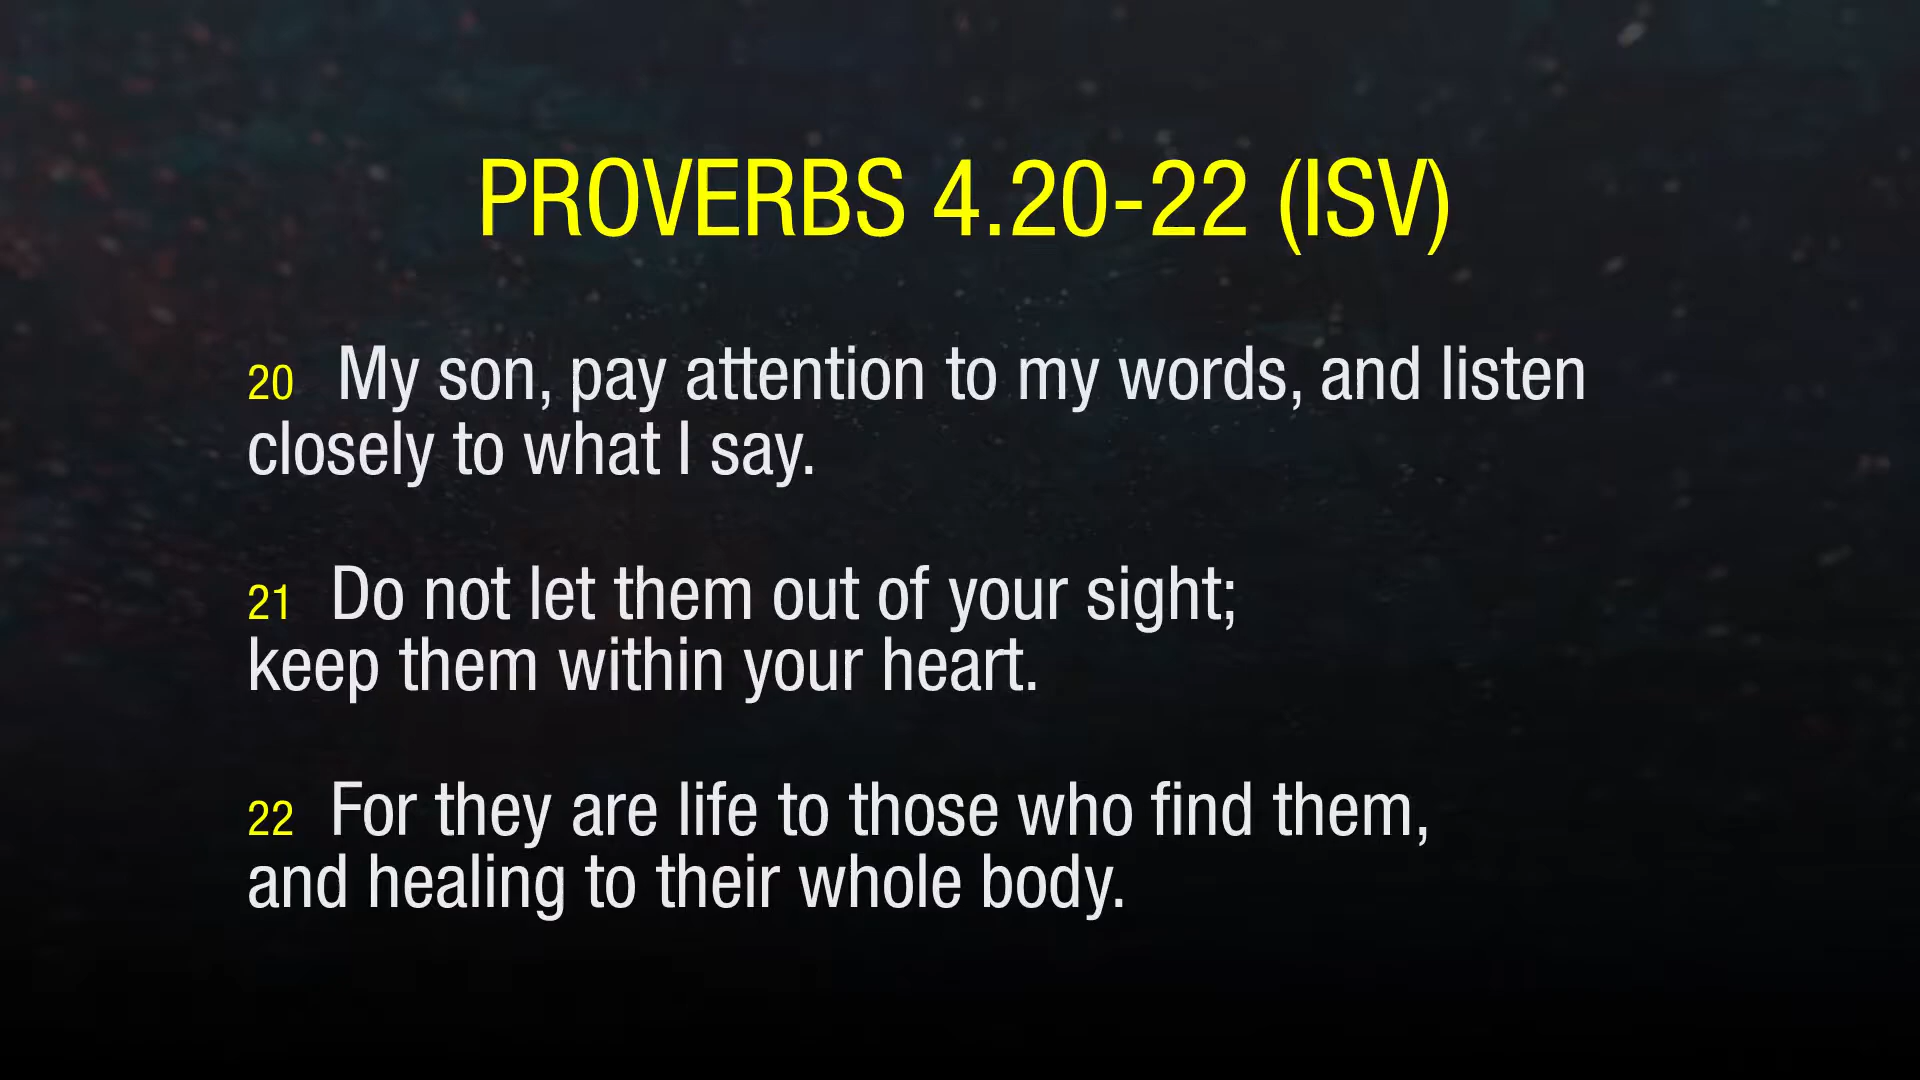 PROVERBS 4.20-22 (ISV)
20 My son, pay attention to my words, and listen
closely to what I say.
21 Do not let them out of your sight;
keep them within your heart.
22 For they are life to those who find them,
and healing to their whole body.